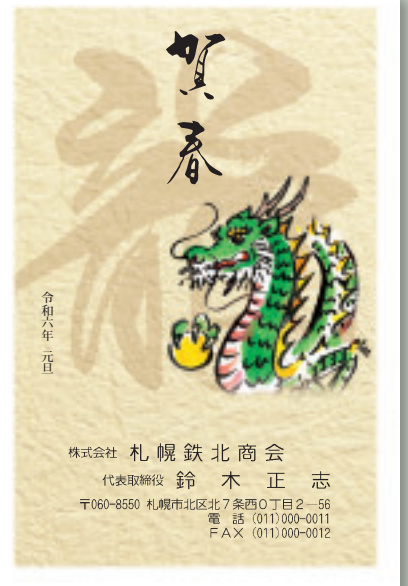 賀春
龍
令和六年 元旦
株式会社 札幌鉄北商会
代表取締役 鈴木正志
〒060-8550 札幌市北区北7条西0丁目2―56
電話 (011)000-0011
FAX (011)000-0012